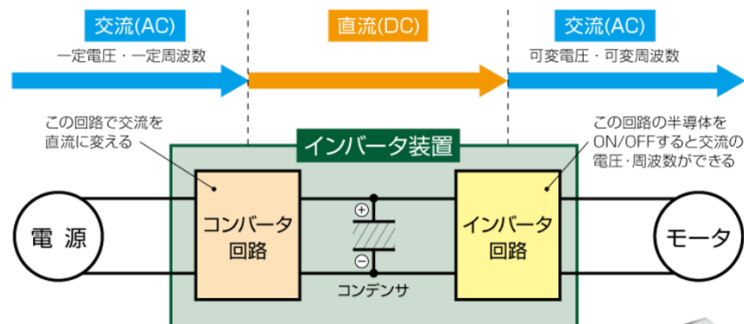 交流(AC)
直流(DC)
交流(AC)
一定電圧・一定周波数
可変電圧・可変周波数
この回路で交流を
直流に変える
インバータ装置
この回路の半導体を
ON/OFFすると交流の
電圧・周波数ができる
電源
コンバータ
回路
+
−
コンデンサ
インバータ
回路
モータ